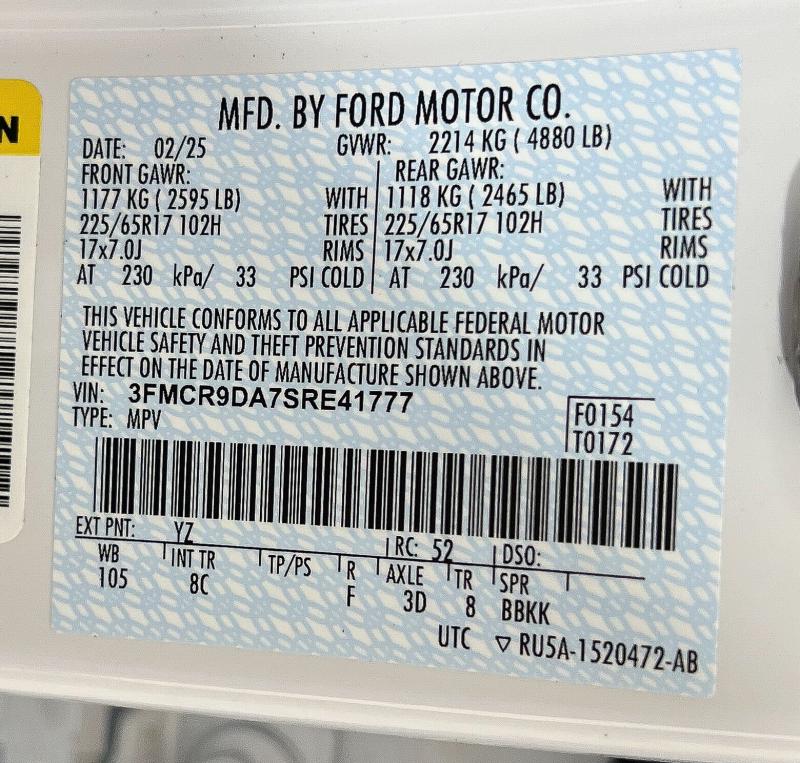 N
MFD. BY FORD MOTOR CO.
DATE: 02/25 GVWR: 2214 KG ( 4880 LB)
FRONT GAWR: REAR GAWR:
1177 KG ( 2595 LB) WITH 1118 KG ( 2465 LB) WITH
225/65R17 102H TIRES 225/65R17 102H TIRES
17x7.0J RIMS 17x7.0J RIMS
AT 230 kPa/ 33 PSI COLD AT 230 kPa/ 33 PSI COLD
THIS VEHICLE CONFORMS TO ALL APPLICABLE FEDERAL MOTOR
VEHICLE SAFETY AND THEFT PREVENTION STANDARDS IN
EFFECT ON THE DATE OF MANUFACTURE SHOWN ABOVE.
VIN: 3FMCR9DA7SRE41777
TYPE: MPV
F0154
T0172
EXT PNT: YZ RC: 52 DSO:
WB INT TR TP/PS R AXLE TR SPR
105 8C F 3D 8 BBKK
UTC ▽ RU5A-1520472-AB